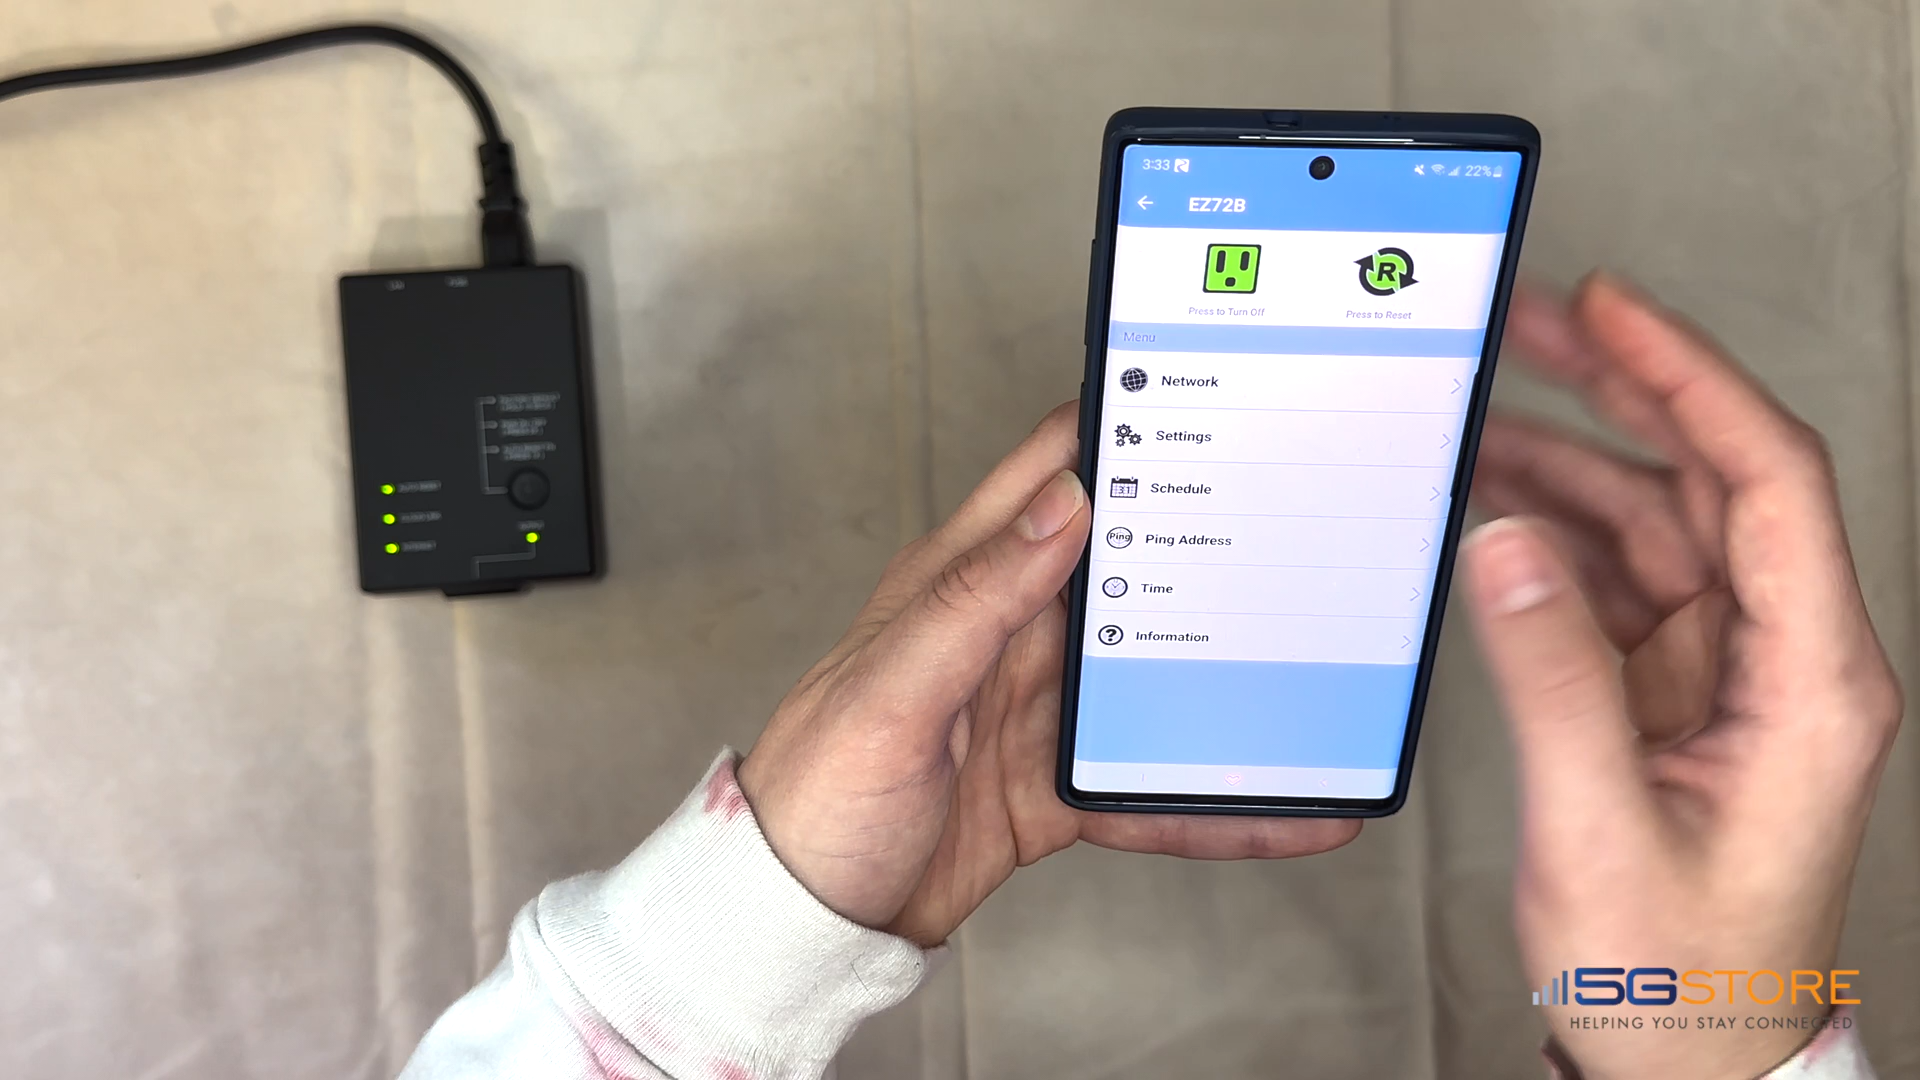 3:33
22%
EZ72B
R
Press to Turn Off
Press to Reset
Menu
Network
Settings
31
Schedule
Ping
Ping Address
Time
?
Information
5GSTORE
HELPING YOU STAY CONNECTED